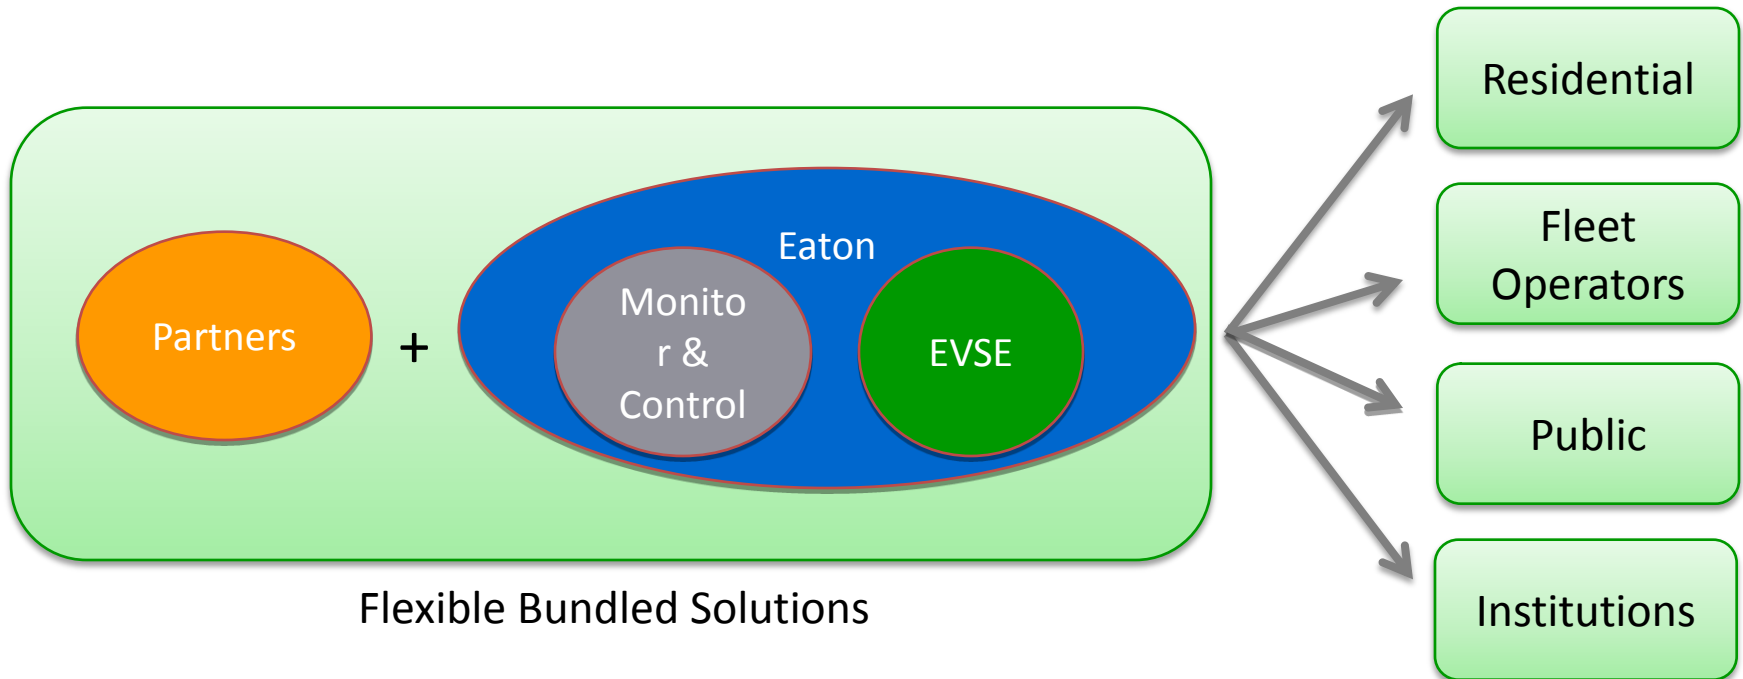 Partners
+
Eaton
Monito
r &
Control
EVSE
Flexible Bundled Solutions
Residential
Fleet
Operators
Public
Institutions